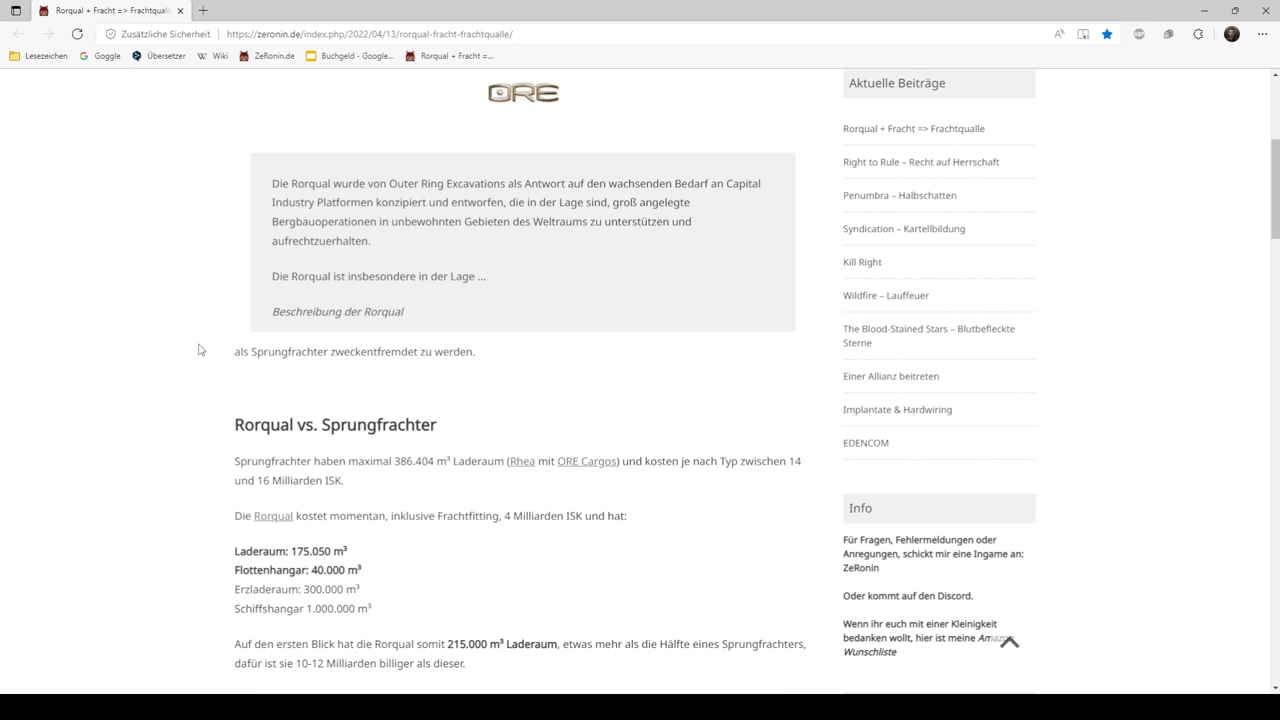 Rorqual + Fracht => Frachtqualle
Zusätzliche Sicherheit
https://zeronin.de/index.php/2022/04/13/rorqual-fracht-frachtqualle/
Lesezeichen
Goggle
Übersetzer
Wiki
ZeRonin.de
Buchgeld - Google...
Rorqual + Fracht =...
ORE
Die Rorqual wurde von Outer Ring Excavations als Antwort auf den wachsenden Bedarf an Capital
Industry Platformen konzipiert und entworfen, die in der Lage sind, groß angelegte
Bergbauoperationen in unbewohnten Gebieten des Weltraums zu unterstützen und
aufrechtzuerhalten.
Die Rorqual ist insbesondere in der Lage ...
Beschreibung der Rorqual
als Sprungfrachter zweckentfremdet zu werden.
Rorqual vs. Sprungfrachter
Sprungfrachter haben maximal 386.404 m³ Laderaum (Rhea mit ORE Cargos) und kosten je nach Typ zwischen 14
und 16 Milliarden ISK.
Die Rorqual kostet momentan, inklusive Frachtfitting, 4 Milliarden ISK und hat:
Laderaum: 175.050 m³
Flottenhangar: 40.000 m³
Erzladeraum: 300.000 m³
Schiffshangar 1.000.000 m³
Auf den ersten Blick hat die Rorqual somit 215.000 m³ Laderaum, etwas mehr als die Hälfte eines Sprungfrachters,
dafür ist sie 10-12 Milliarden billiger als dieser.
Aktuelle Beiträge
Rorqual + Fracht => Frachtqualle
Right to Rule – Recht auf Herrschaft
Penumbra – Halbschatten
Syndication – Kartellbildung
Kill Right
Wildfire – Lauffeuer
The Blood-Stained Stars – Blutbefleckte
Sterne
Einer Allianz beitreten
Implantate & Hardwiring
EDENCOM
Info
Für Fragen, Fehlermeldungen oder
Anregungen, schickt mir eine Ingame an:
ZeRonin
Oder kommt auf den Discord.
Wenn ihr euch mit einer Kleinigkeit
bedanken wollt, hier ist meine Amazon
Wunschliste